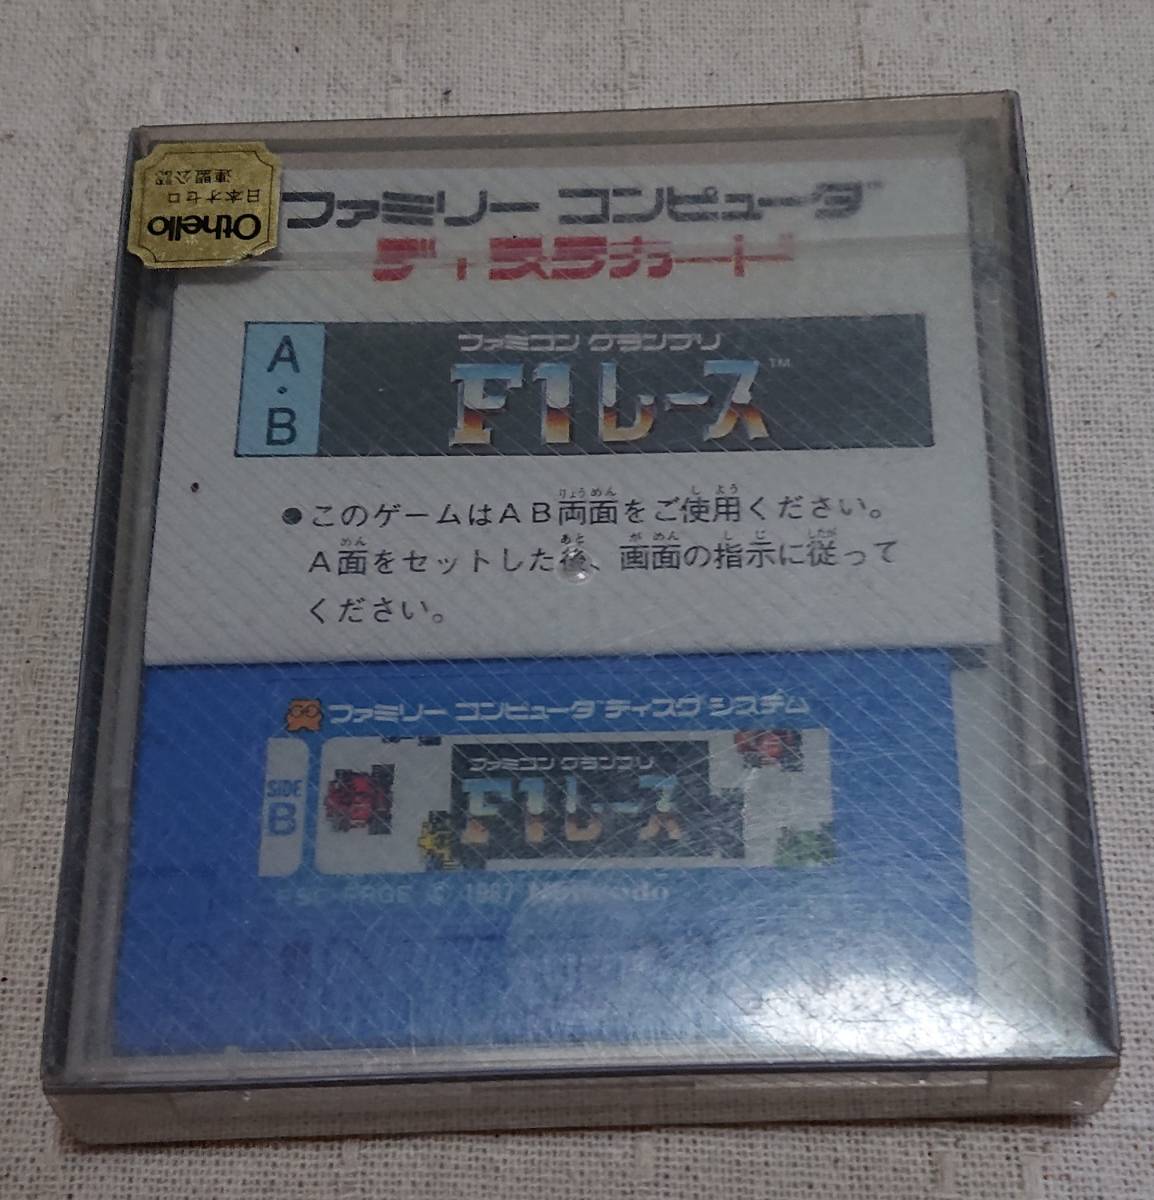 Othello
日本オセロ
連盟公認
ファミリー コンピュータ™
ディスクカード
A・B
ファミコン グランプリ
F1レース™
●このゲームはAB両面をご使用ください。
A面をセットした後、画面の指示に従って
ください。
ファミリー コンピュータ ディスク システム
SIDE
B
ファミコン グランプリ
F1レース
© 1987 Nintendo